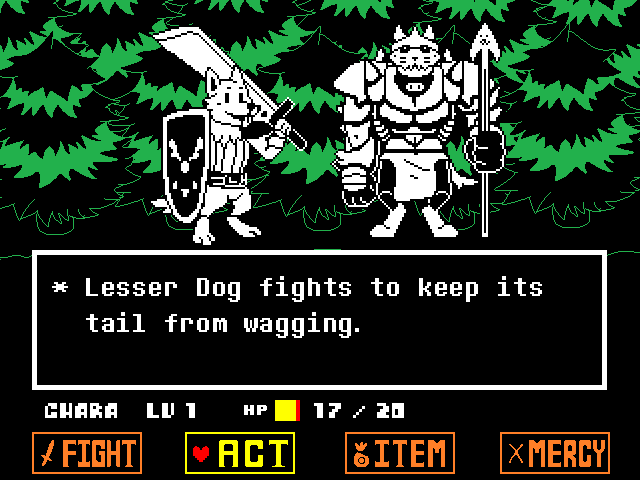 * Lesser Dog fights to keep its
tail from wagging.
CHARA LV 1 HP 17 / 20
FIGHT ACT ITEM MERCY